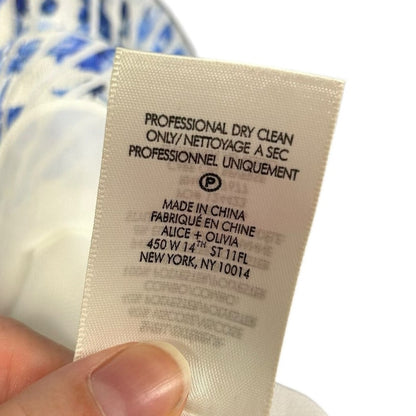 PROFESSIONAL DRY CLEAN
ONLY/ NETTOYAGE A SEC
PROFESSIONNEL UNIQUEMENT
P
MADE IN CHINA
FABRIQUÉ EN CHINE
ALICE + OLIVIA
450 W 14TH ST 11FL
NEW YORK, NY 10014